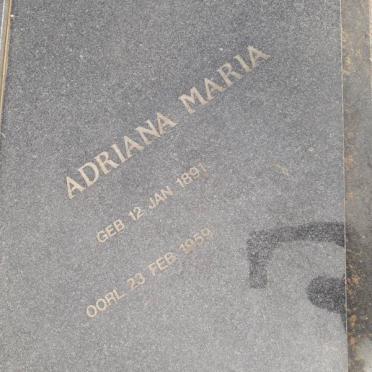 ADRIANA MARIA
GEB 12 JAN 1891
OORL 23 FEB 1959